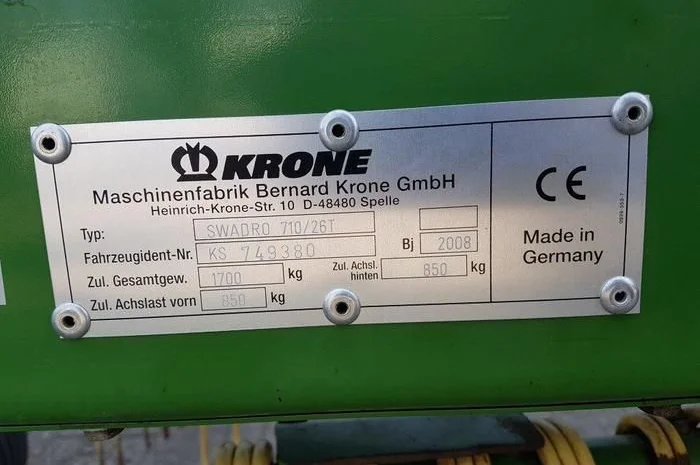 KRONE
Maschinenfabrik Bernard Krone GmbH
Heinrich-Krone-Str. 10 D-48480 Spelle
Typ: SWADRO 710/26T
Fahrzeugident-Nr. KS 749380 Bj 2008
Zul. Gesamtgew. 1700 kg Zul. Achsl. hinten 850 kg
Zul. Achslast vorn 850 kg
CE
Made in
Germany